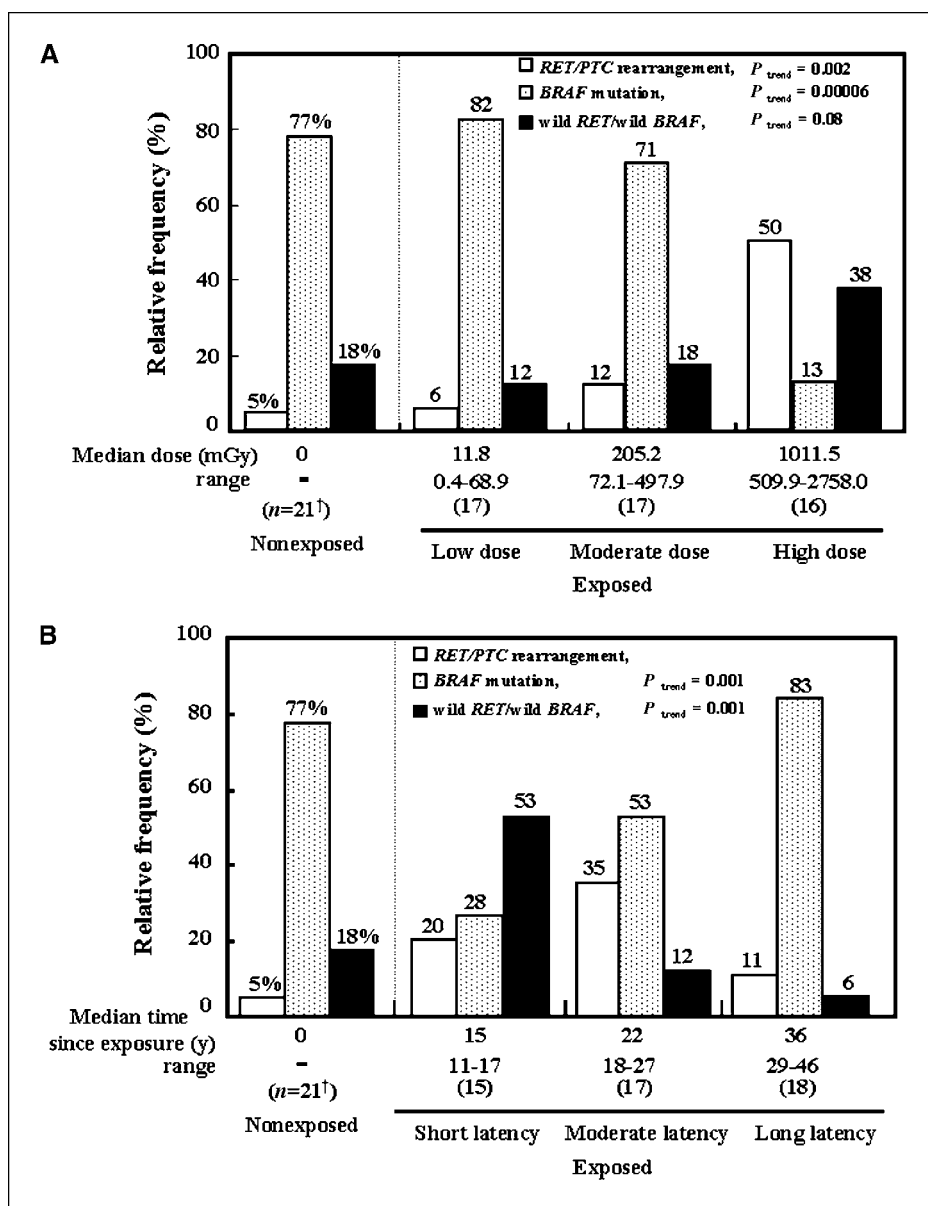 A
Relative frequency (%)
100
80
60
40
20
0
RET/PTC rearrangement, P trend = 0.002
BRAF mutation, P trend = 0.00006
wild RET/wild BRAF, P trend = 0.08
5% 77% 18%
6 82 12
12 71 18
50 13 38
Median dose (mGy) 0 11.8 205.2 1011.5
range - 0.4-68.9 72.1-497.9 509.9-2758.0
(n=21†) (17) (17) (16)
Nonexposed Low dose Moderate dose High dose
Exposed
B
Relative frequency (%)
100
80
60
40
20
0
RET/PTC rearrangement,
BRAF mutation, P trend = 0.001
wild RET/wild BRAF, P trend = 0.001
5% 77% 18%
20 28 53
35 53 12
11 83 6
Median time
since exposure (y) 0 15 22 36
range - 11-17 18-27 29-46
(n=21†) (15) (17) (18)
Nonexposed Short latency Moderate latency Long latency
Exposed